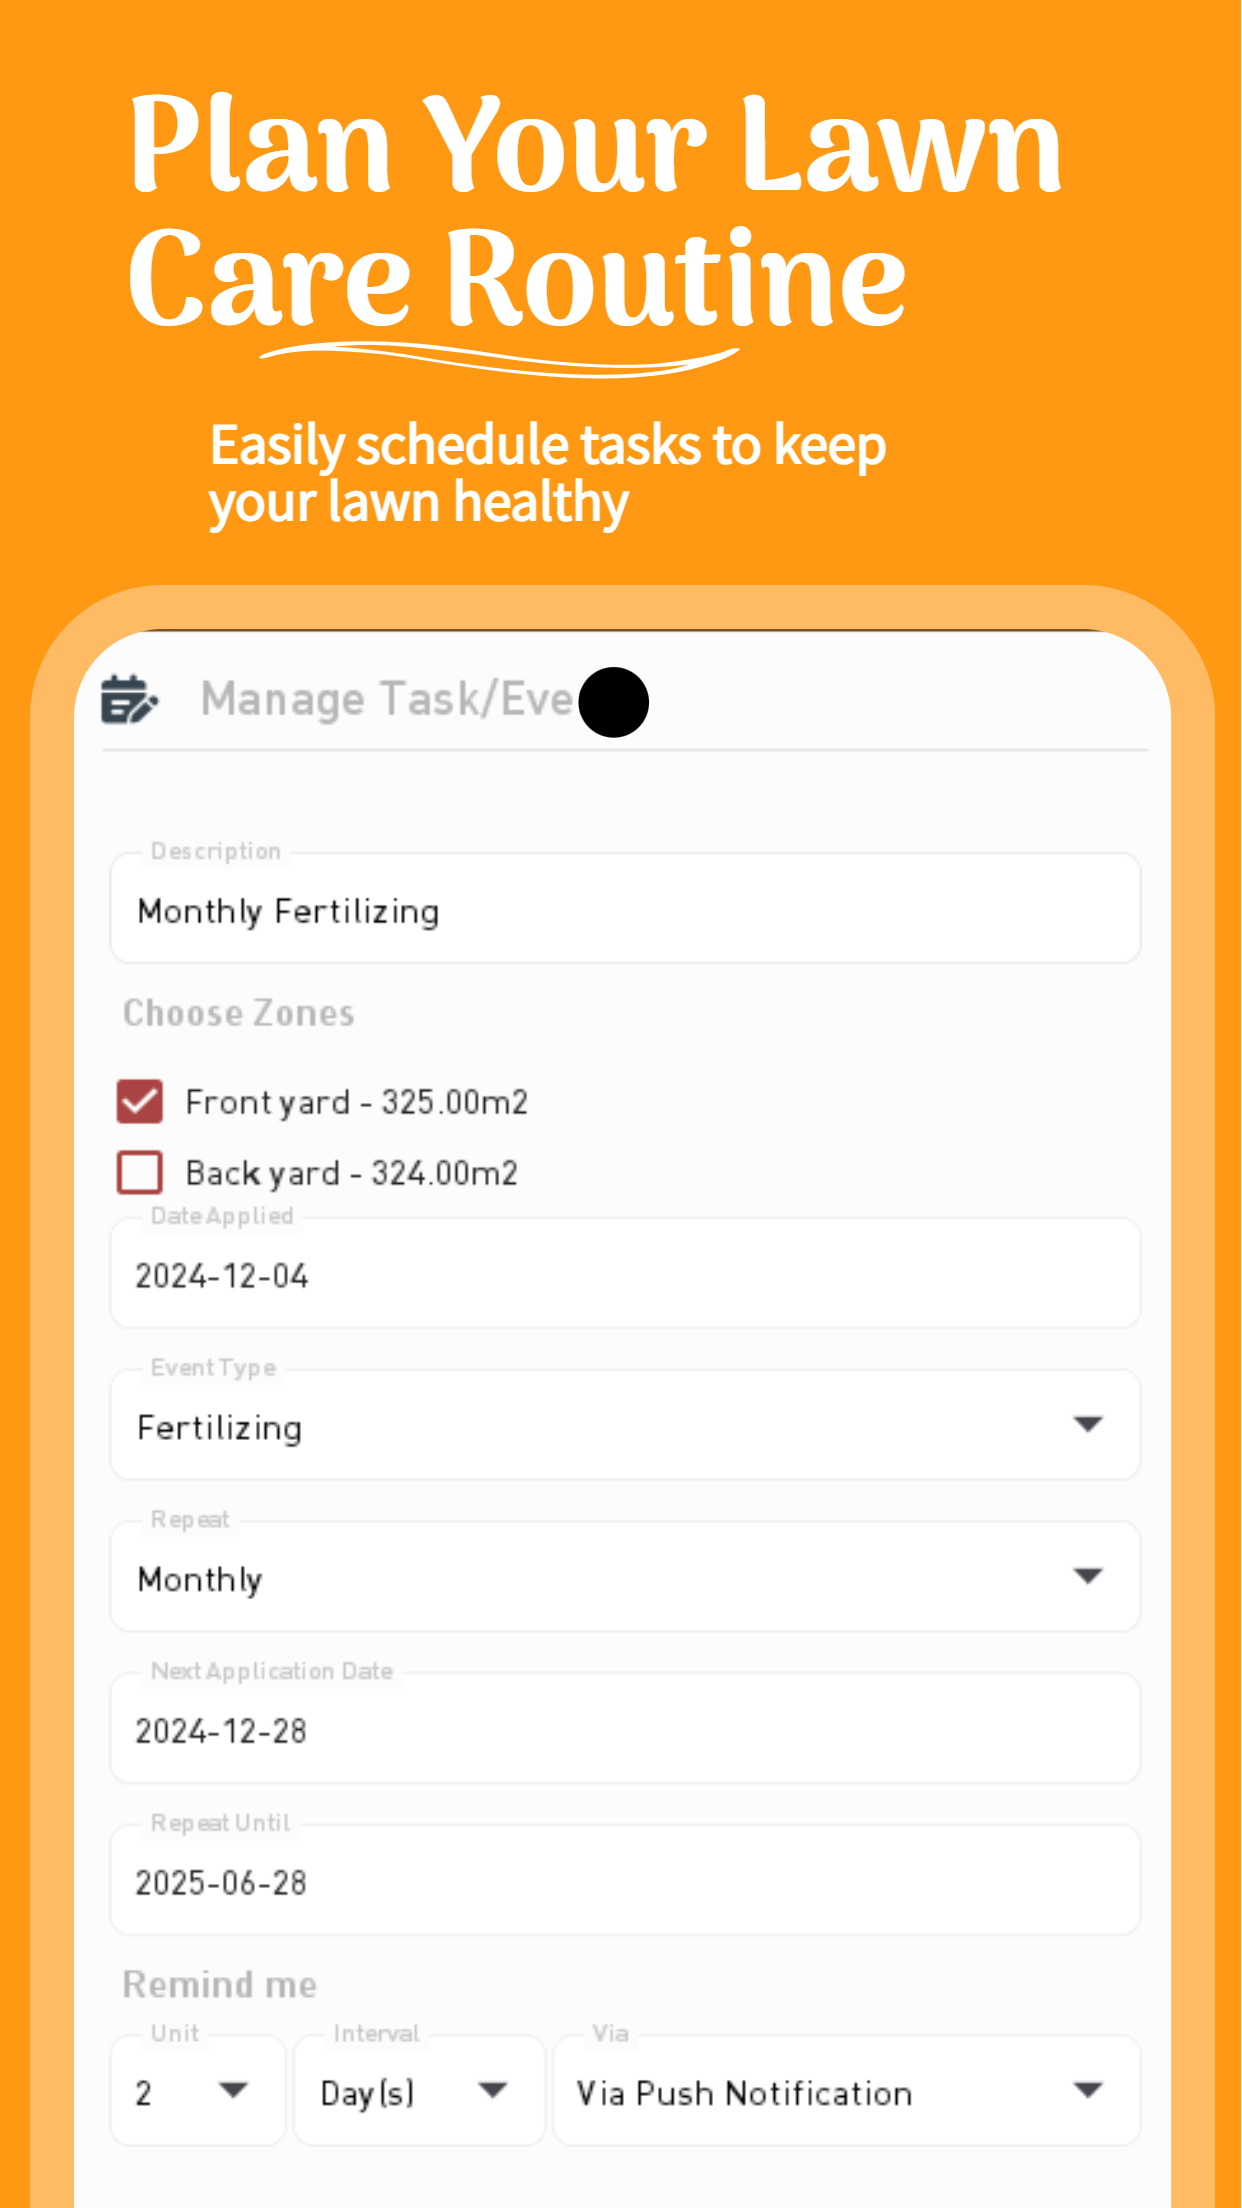 Plan Your Lawn
Care Routine
Easily schedule tasks to keep
your lawn healthy
Manage Task/Eve
Description
Monthly Fertilizing
Choose Zones
Front yard - 325.00m2
Back yard - 324.00m2
Date Applied
2024-12-04
Event Type
Fertilizing
Repeat
Monthly
Next Application Date
2024-12-28
Repeat Until
2025-06-28
Remind me
Unit Interval Via
2 Day(s) Via Push Notification